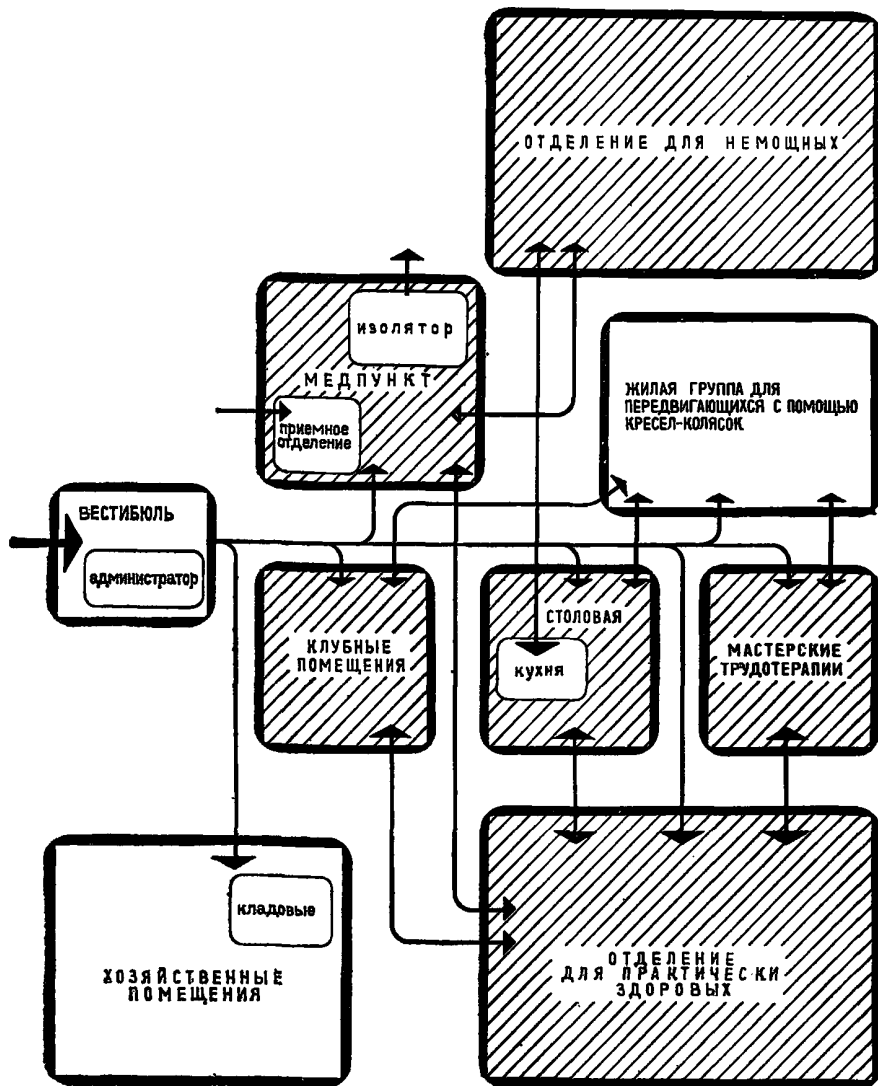 ОТДЕЛЕНИЕ ДЛЯ НЕМОЩНЫХ
изолятор
МЕДПУНКТ
приемное
отделение
ЖИЛАЯ ГРУППА ДЛЯ
ПЕРЕДВИГАЮЩИХСЯ С ПОМОЩЬЮ
КРЕСЕЛ-КОЛЯСОК
ВЕСТИБЮЛЬ
администратор
КЛУБНЫЕ
ПОМЕЩЕНИЯ
СТОЛОВАЯ
кухня
МАСТЕРСКИЕ
ТРУДОТЕРАПИИ
кладовые
ХОЗЯЙСТВЕННЫЕ
ПОМЕЩЕНИЯ
ОТДЕЛЕНИЕ
ДЛЯ ПРАКТИЧЕСКИ
ЗДОРОВЫХ